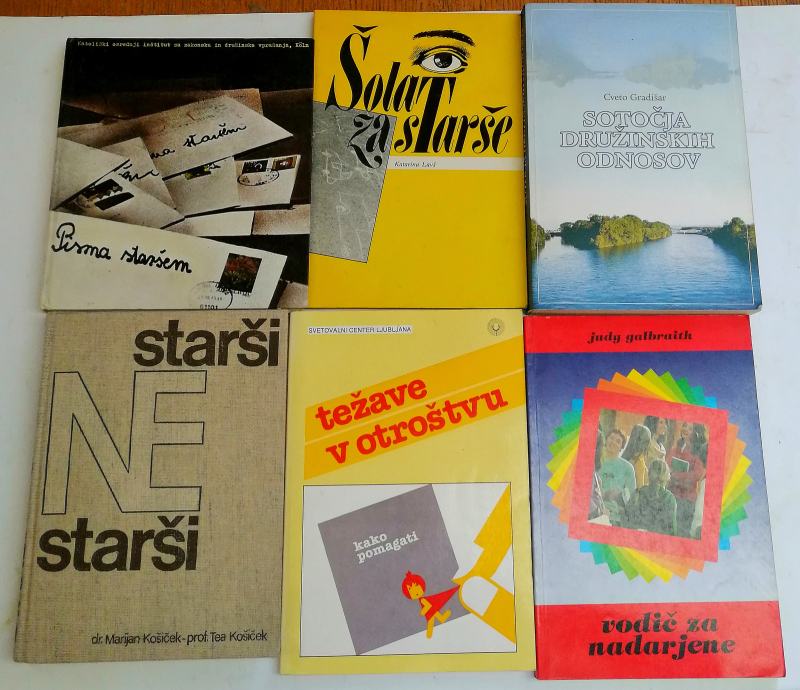 Katoliški osrednji inštitut za zakonska in družinska vprašanja, Köln
Pisma staršem
61101
Šola
za starše
Katarina Lavš
Cveto Gradišar
SOTOČJA
DRUŽINSKIH
ODNOSOV
starši
NE
starši
dr. Marijan Košiček - prof. Tea Košiček
SVETOVALNI CENTER LJUBLJANA
težave
v otroštvu
kako
pomagati
judy galbraith
vodič za
nadarjene